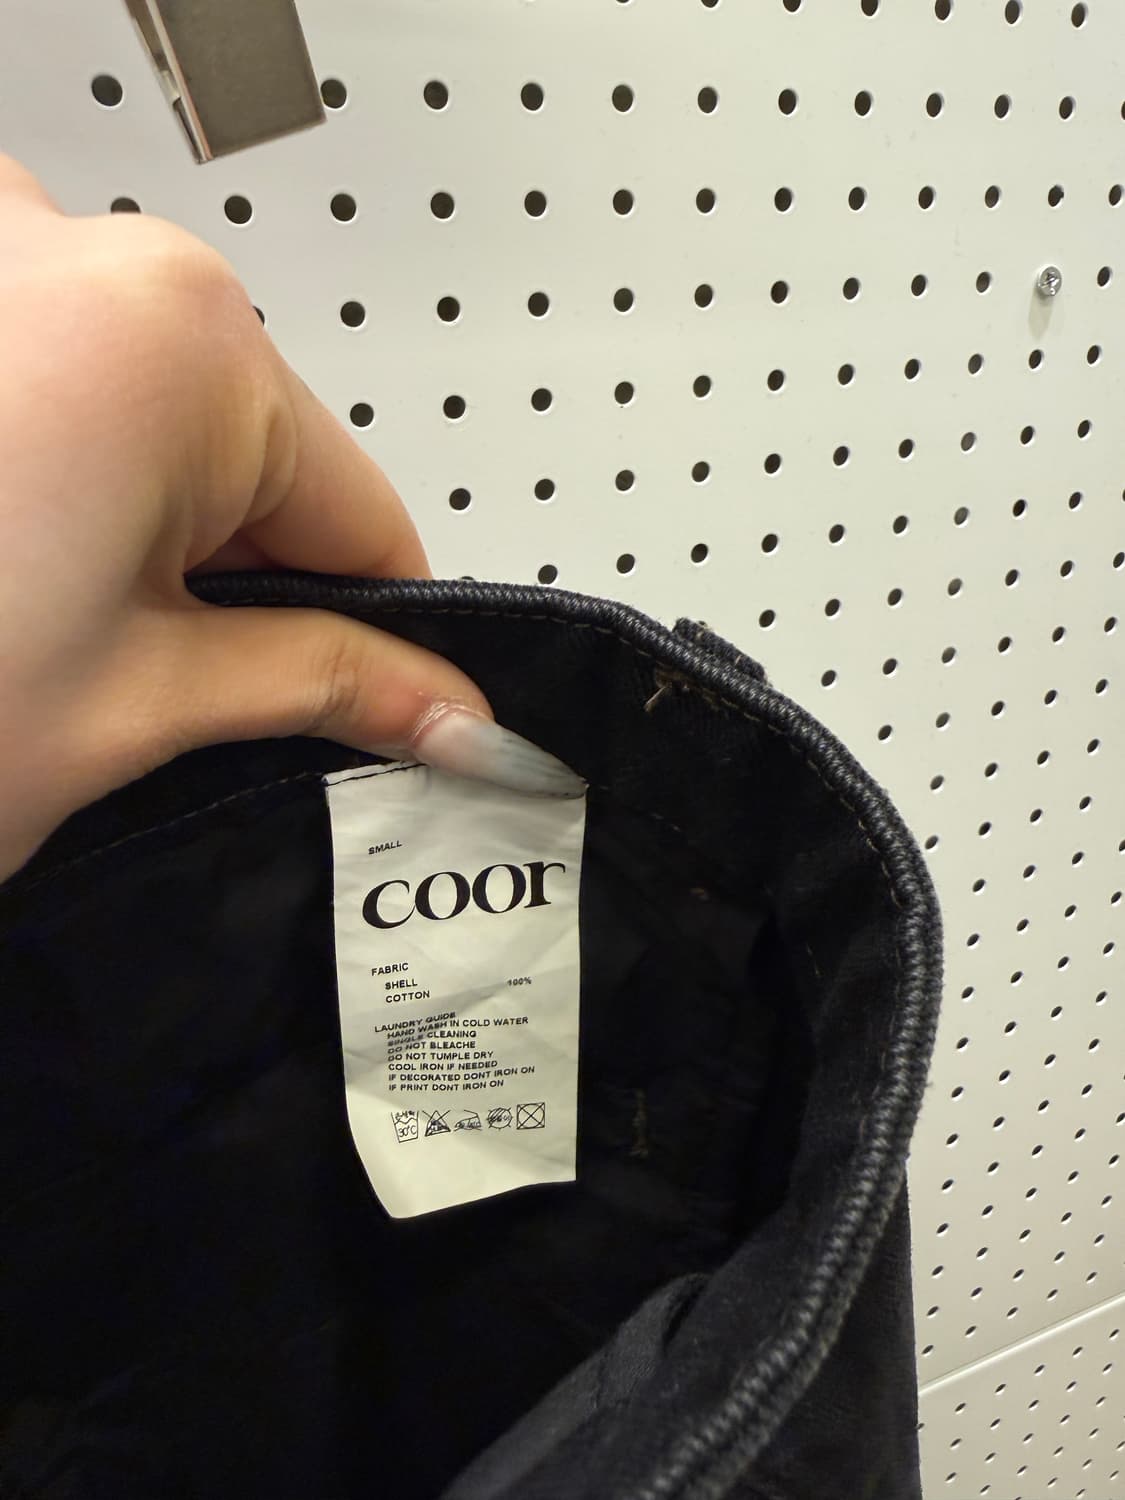 SMALL
coor
FABRIC
SHELL 100%
COTTON
LAUNDRY GUIDE
HAND WASH IN COLD WATER
SINGLE CLEANING
DO NOT BLEACHE
DO NOT TUMPLE DRY
COOL IRON IF NEEDED
IF DECORATED DONT IRON ON
IF PRINT DONT IRON ON
30°C